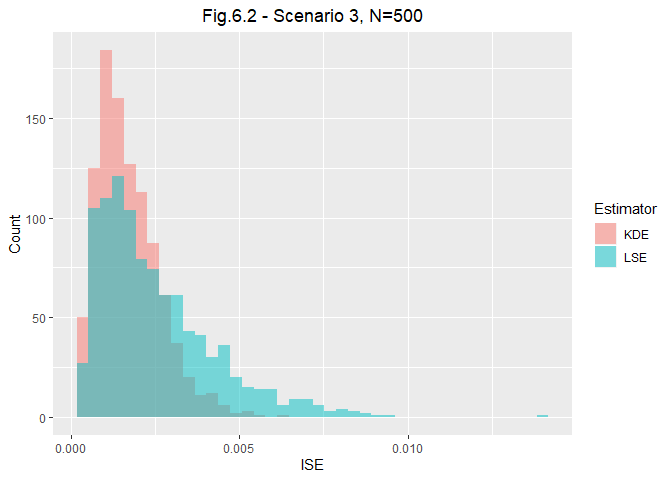 Fig.6.2 - Scenario 3, N=500
150
100
50
0
Count
0.000
0.005
0.010
ISE
Estimator
KDE
LSE